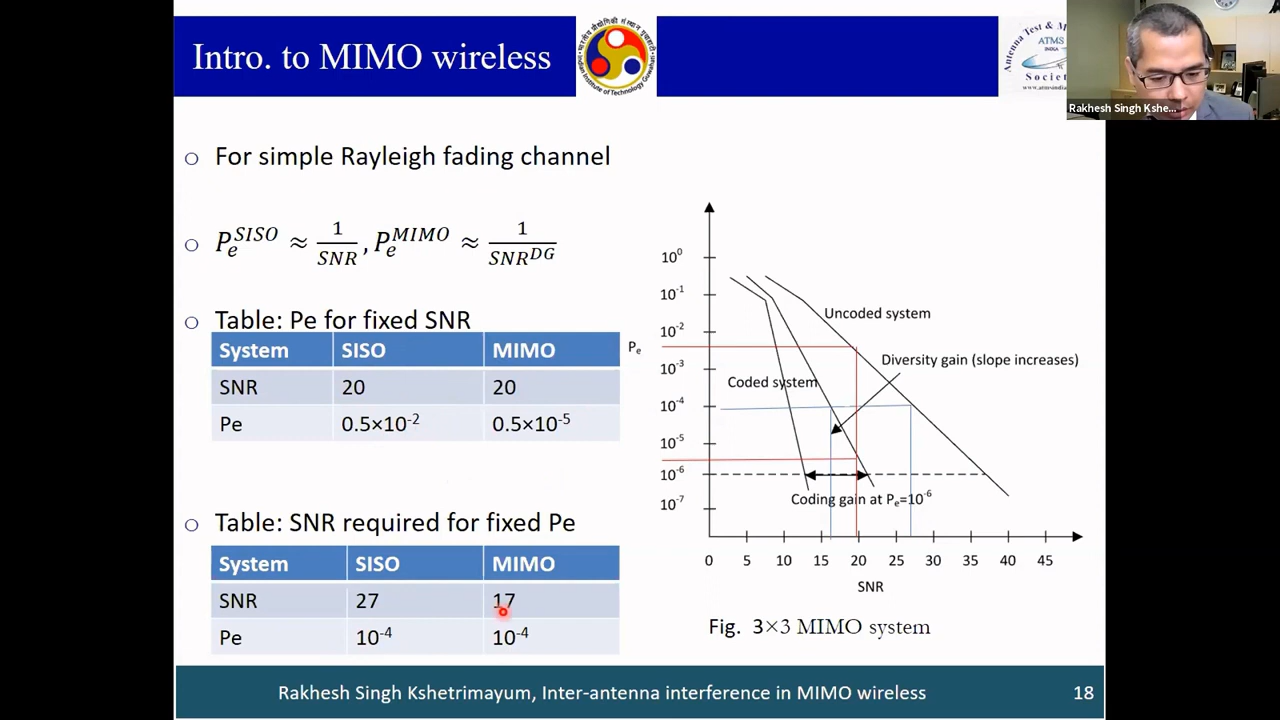 Intro. to MIMO wireless
ATMS
INDIA
Society
Rakhesh Singh Kshe...
For simple Rayleigh fading channel
P_e^{SISO} ≈ 1/SNR, P_e^{MIMO} ≈ 1/SNR^{DG}
Table: Pe for fixed SNR
System SISO MIMO
SNR 20 20
Pe 0.5×10⁻² 0.5×10⁻⁵
Table: SNR required for fixed Pe
System SISO MIMO
SNR 27 17
Pe 10⁻⁴ 10⁻⁴
10⁰
10⁻¹
10⁻²
Pₑ
10⁻³
10⁻⁴
10⁻⁵
10⁻⁶
10⁻⁷
Uncoded system
Diversity gain (slope increases)
Coded system
Coding gain at Pₑ=10⁻⁶
0 5 10 15 20 25 30 35 40 45
SNR
Fig. 3×3 MIMO system
Rakhesh Singh Kshetrimayum, Inter-antenna interference in MIMO wireless
18